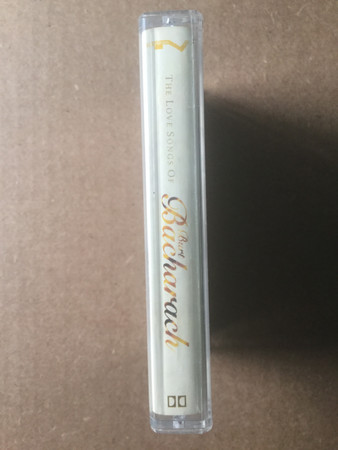 THE LOVE SONGS OF
Burt
Bacharach